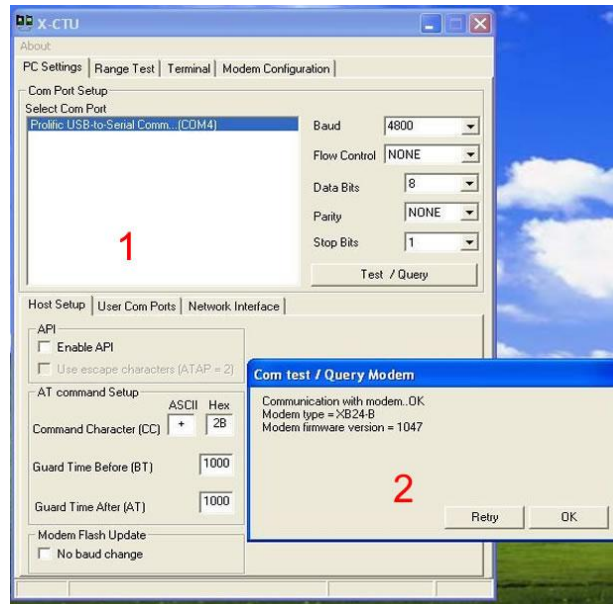 X-CTU
About
PC Settings Range Test Terminal Modem Configuration
Com Port Setup
Select Com Port
Prolific USB-to-Serial Comm...(COM4)
Baud 4800
Flow Control NONE
Data Bits 8
Parity NONE
Stop Bits 1
Test / Query
1
Host Setup User Com Ports Network Interface
API
Enable API
Use escape characters (ATAP = 2)
AT command Setup
ASCII Hex
Command Character (CC) + 2B
Guard Time Before (BT) 1000
Guard Time After (AT) 1000
Modem Flash Update
No baud change
Com test / Query Modem
Communication with modem..OK
Modem type = XB24-B
Modem firmware version = 1047
2
Retry OK